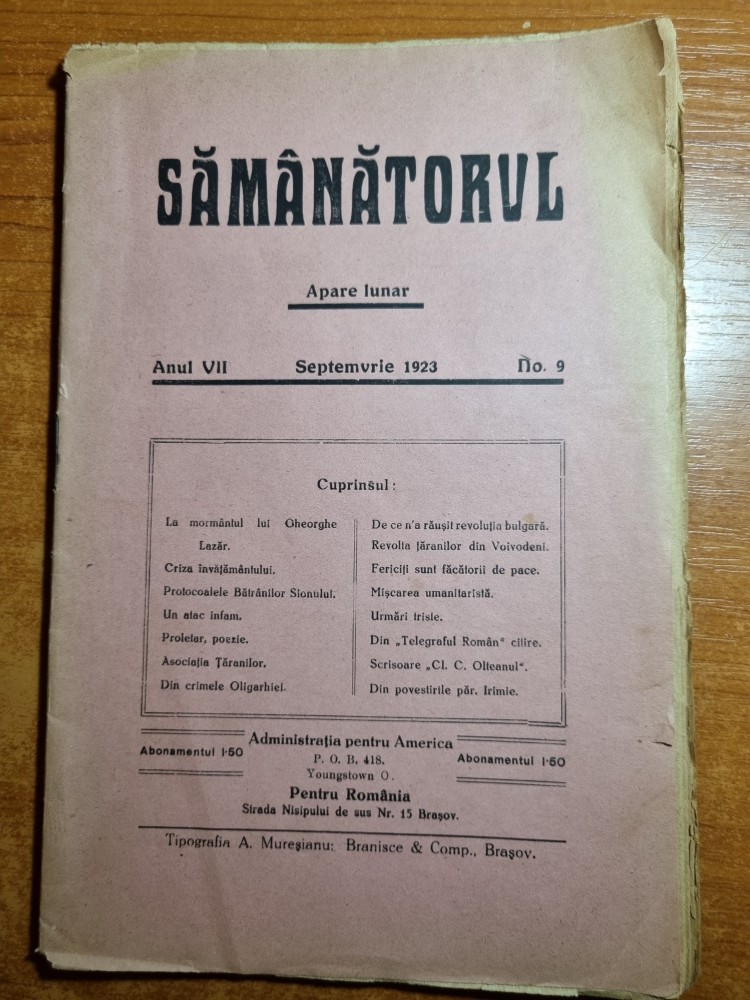 SĂMÂNĂTORUL
Apare lunar
Anul VII Septemvrie 1923 No. 9
Cuprinsul:
La mormântul lui Gheorghe
Lazăr.
Criza învățământului.
Protocoalele Bătrânilor Sionului.
Un atac infam.
Proletar, poezie.
Asociația Țăranilor.
Din crimele Oligarhiei.
De ce n'a răușit revoluția bulgară.
Revolta țăranilor din Voivodeni.
Fericiți sunt făcătorii de pace.
Mișcarea umanitaristă.
Urmări triste.
Din „Telegraful Român" citire.
Scrisoare „Cl. C. Olteanul".
Din povestirile păr. Irimie.
Abonamentul 1·50
Administrația pentru America
P. O. B. 418.
Youngstown O.
Abonamentul 1·50
Pentru România
Strada Nisipului de sus Nr. 15 Brașov.
Tipografia A. Mureșianu: Branisce & Comp., Brașov.